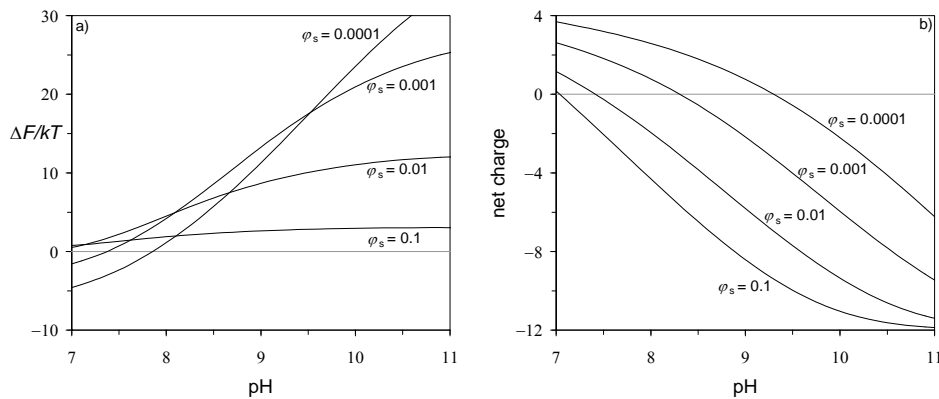 a)
30
20
10
0
−10
ΔF/kT
φs = 0.0001
φs = 0.001
φs = 0.01
φs = 0.1
7 8 9 10 11
pH
b)
4
0
−4
−8
−12
net charge
φs = 0.0001
φs = 0.001
φs = 0.01
φs = 0.1
7 8 9 10 11
pH